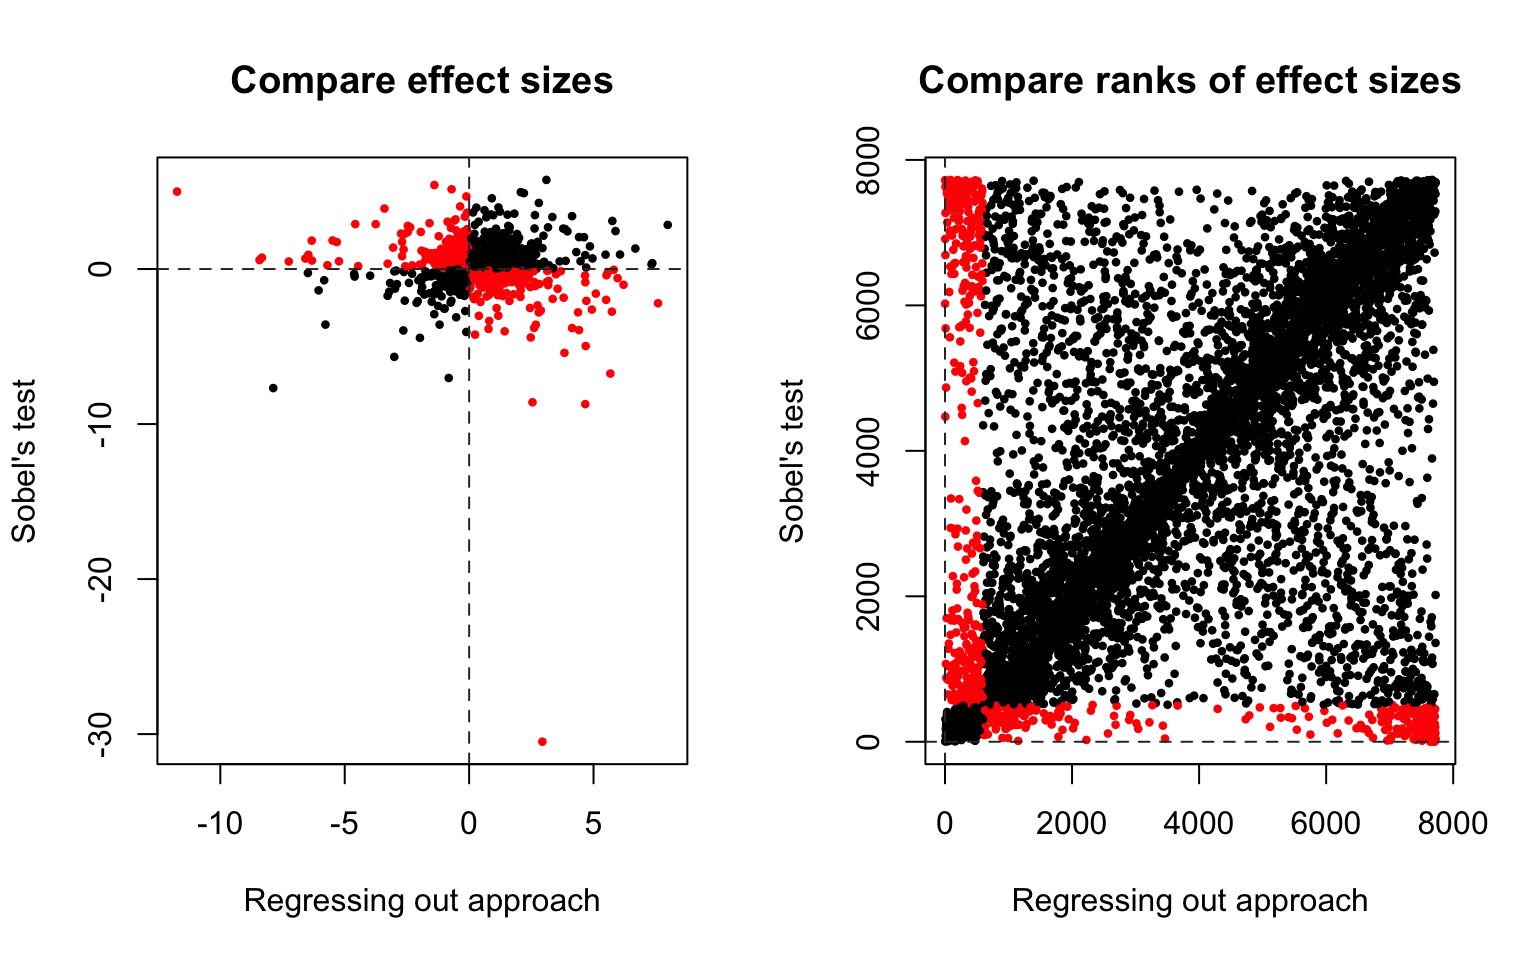 Compare effect sizes
Sobel's test
0
-10
-20
-30
-10 -5 0 5
Regressing out approach
Compare ranks of effect sizes
Sobel's test
8000
6000
4000
2000
0
0 2000 4000 6000 8000
Regressing out approach